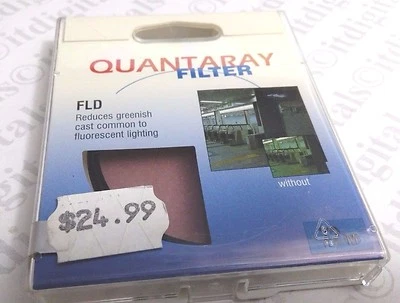 QUANTARAY
FILTER
FLD
Reduces greenish
cast common to
fluorescent lighting
without
$24.99